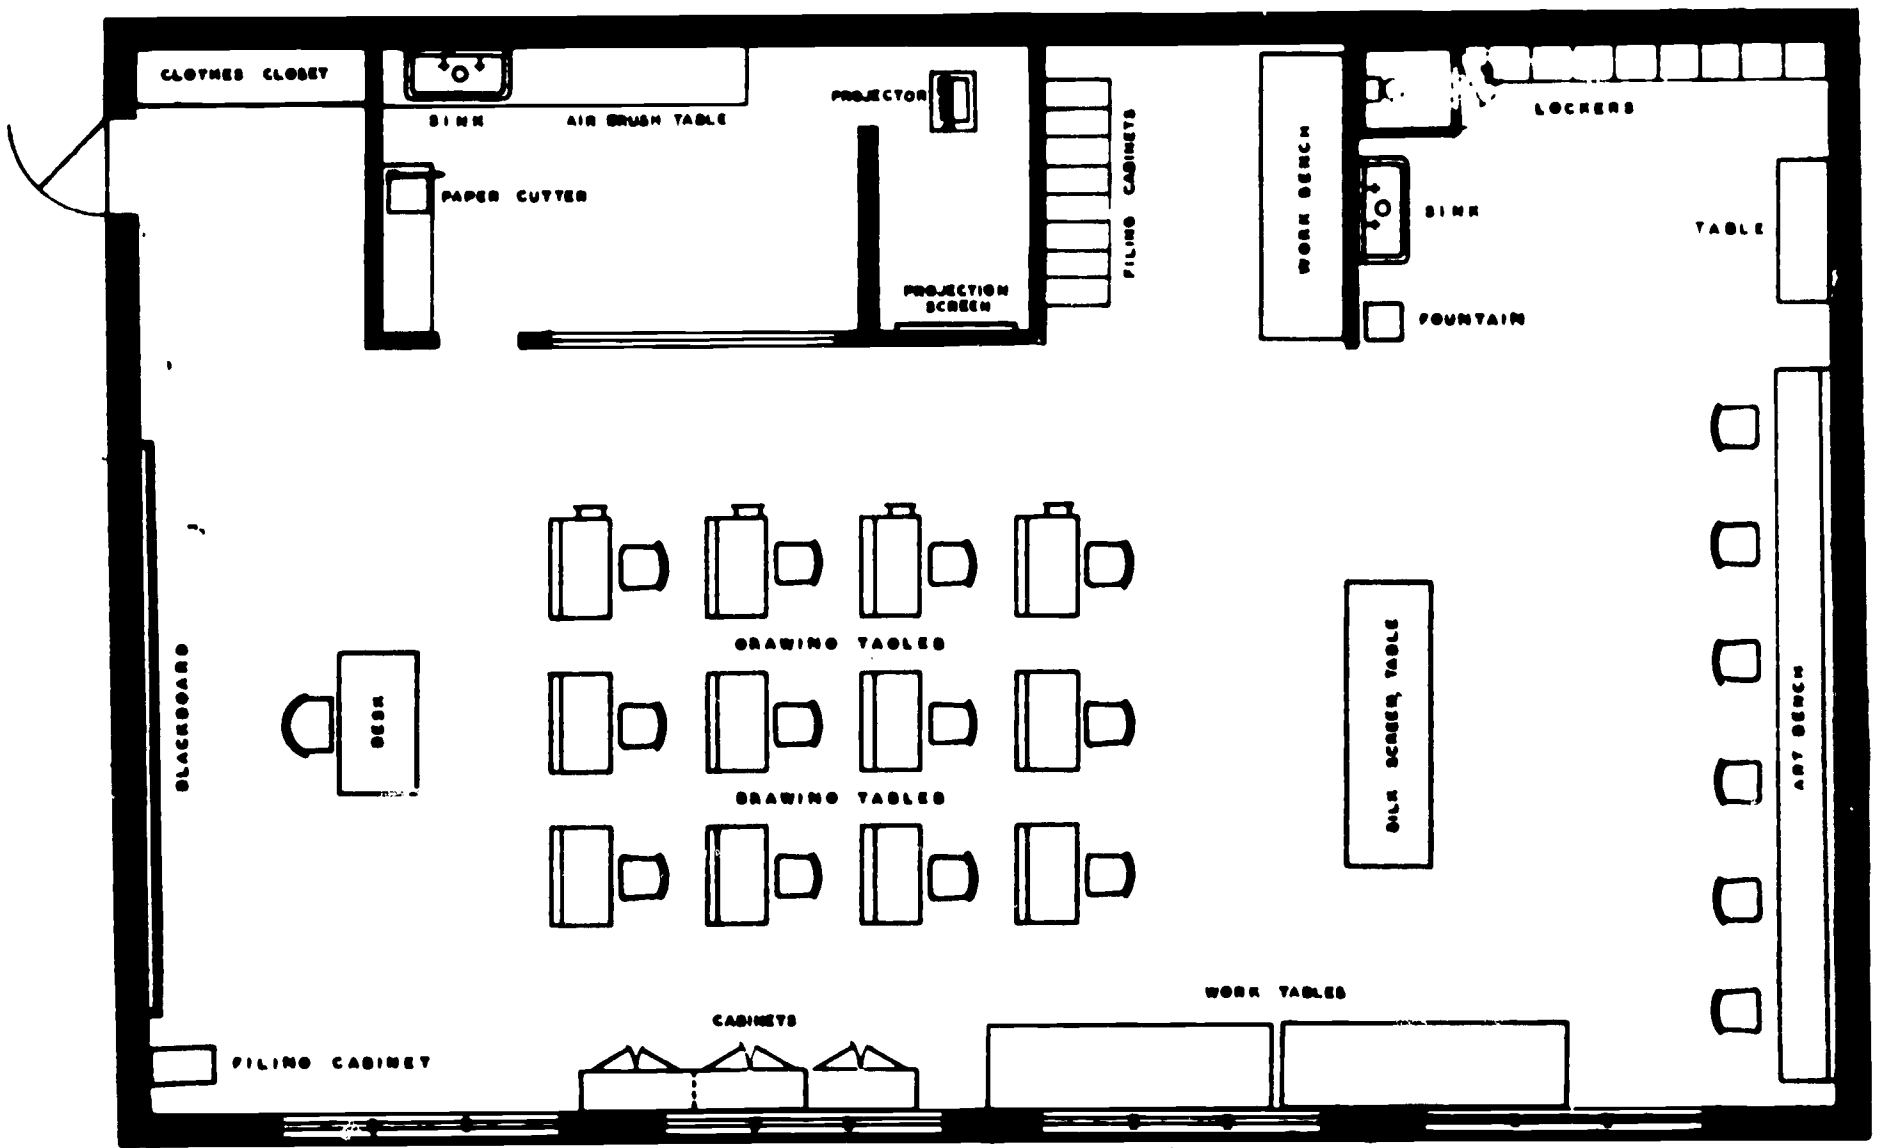 CLOTHES CLOSET
SINK
AIR BRUSH TABLE
PROJECTOR
LOCKERS
PAPER CUTTER
FILING CABINETS
WORK BENCH
SINK
TABLE
PROJECTION
SCREEN
FOUNTAIN
DRAWING TABLES
BLACKBOARD
DESK
SILK SCREEN TABLE
ART BENCH
DRAWING TABLES
WORK TABLES
CABINETS
FILING CABINET